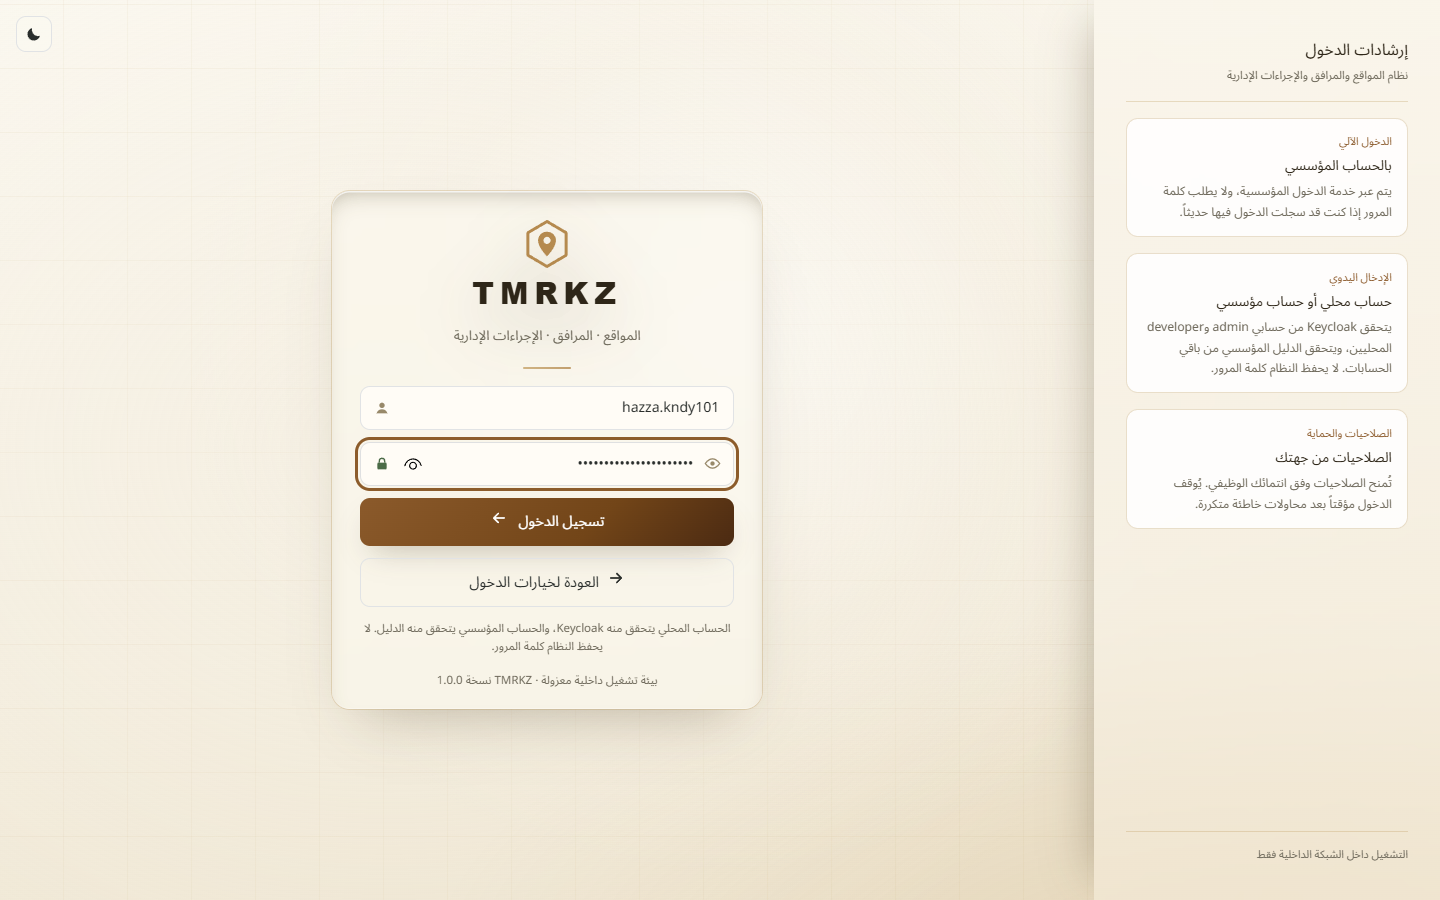 إرشادات الدخول
نظام المواقع والمرافق والإجراءات الإدارية
الدخول الآلي
بالحساب المؤسسي
يتم عبر خدمة الدخول المؤسسية، ولا يطلب كلمة
المرور إذا كنت قد سجلت الدخول فيها حديثاً.
الإدخال اليدوي
حساب محلي أو حساب مؤسسي
يتحقق Keycloak من حسابي admin وdeveloper
المحليين، ويتحقق الدليل المؤسسي من باقي
الحسابات. لا يحفظ النظام كلمة المرور.
الصلاحيات والحماية
الصلاحيات من جهتك
تُمنح الصلاحيات وفق انتمائك الوظيفي. يُوقف
الدخول مؤقتاً بعد محاولات خاطئة متكررة.
التشغيل داخل الشبكة الداخلية فقط
TMRKZ
المواقع · المرافق · الإجراءات الإدارية
hazza.kndy101
تسجيل الدخول
العودة لخيارات الدخول
الحساب المحلي يتحقق منه Keycloak، والحساب المؤسسي يتحقق منه الدليل. لا
يحفظ النظام كلمة المرور.
بيئة تشغيل داخلية معزولة · TMRKZ نسخة 1.0.0